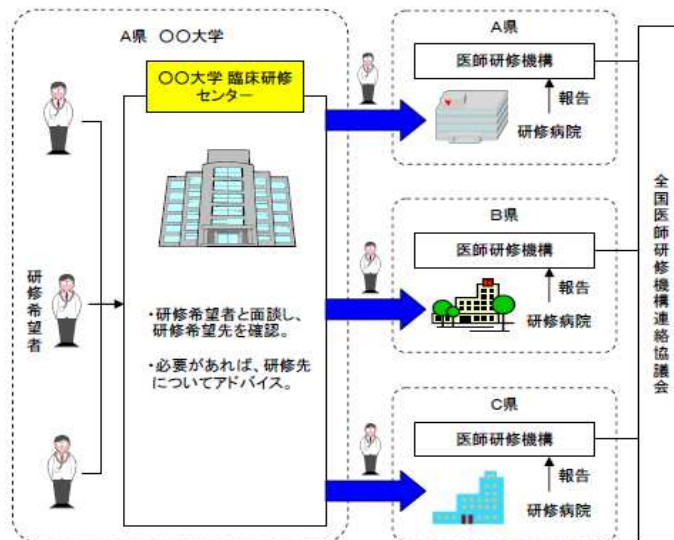 A県 〇〇大学
〇〇大学 臨床研修
センター
研修希望者
・研修希望者と面談し、
研修希望先を確認。
・必要があれば、研修先
についてアドバイス。
A県
医師研修機構
報告
研修病院
B県
医師研修機構
報告
研修病院
C県
医師研修機構
報告
研修病院
全国医師研修機構連絡協議会